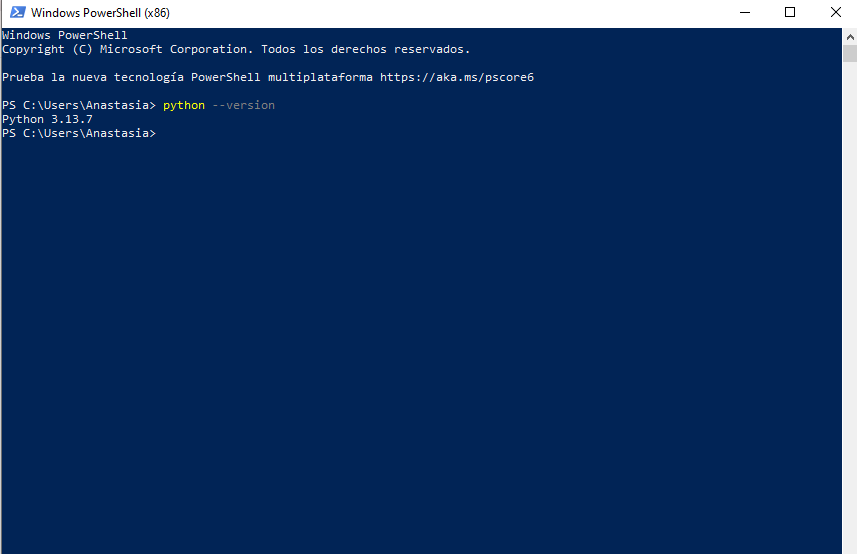 Windows PowerShell (x86)
Windows PowerShell
Copyright (C) Microsoft Corporation. Todos los derechos reservados.
Prueba la nueva tecnología PowerShell multiplataforma https://aka.ms/pscore6
PS C:\Users\Anastasia> python --version
Python 3.13.7
PS C:\Users\Anastasia>